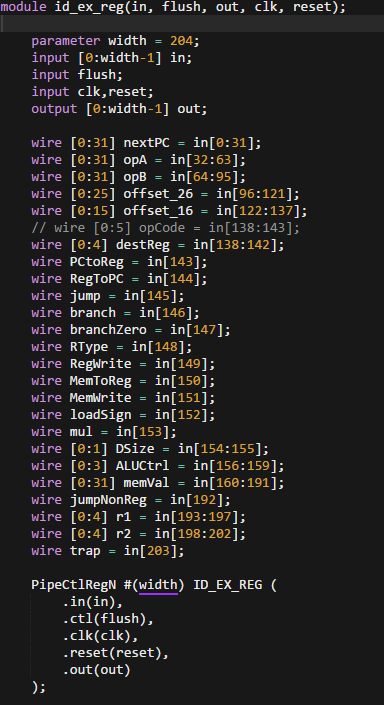 module id_ex_reg(in, flush, out, clk, reset);
parameter width = 204;
input [0:width-1] in;
input flush;
input clk,reset;
output [0:width-1] out;
wire [0:31] nextPC = in[0:31];
wire [0:31] opA = in[32:63];
wire [0:31] opB = in[64:95];
wire [0:25] offset_26 = in[96:121];
wire [0:15] offset_16 = in[122:137];
// wire [0:5] opCode = in[138:143];
wire [0:4] destReg = in[138:142];
wire PCtoReg = in[143];
wire RegToPC = in[144];
wire jump = in[145];
wire branch = in[146];
wire branchZero = in[147];
wire RType = in[148];
wire RegWrite = in[149];
wire MemToReg = in[150];
wire MemWrite = in[151];
wire loadSign = in[152];
wire mul = in[153];
wire [0:1] DSize = in[154:155];
wire [0:3] ALUCtrl = in[156:159];
wire [0:31] memVal = in[160:191];
wire jumpNonReg = in[192];
wire [0:4] r1 = in[193:197];
wire [0:4] r2 = in[198:202];
wire trap = in[203];
PipeCtlRegN #(width) ID_EX_REG (
.in(in),
.ctl(flush),
.clk(clk),
.reset(reset),
.out(out)
);